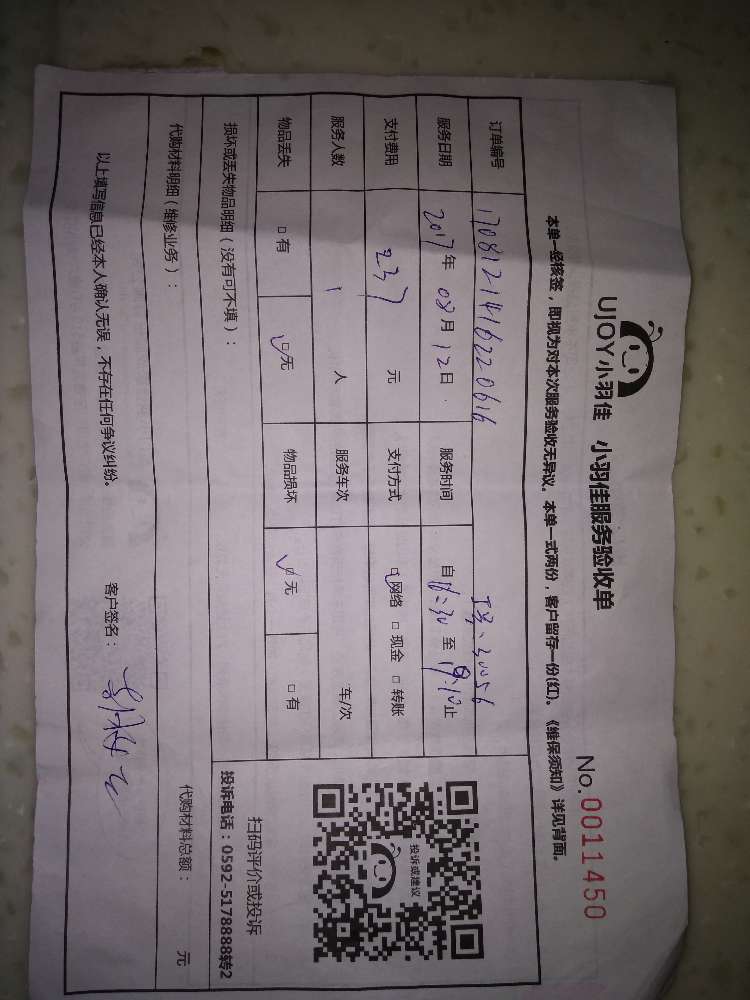 UJOY小羽佳 小羽佳服务验收单
No.0011450
本单一经核签，即视为对本次服务验收无异议。本单一式两份，客户留存一份(红)。《维保须知》详见背面。
订单编号 1708121416220616 工号、30056
服务日期 2017年 08月 12日 服务时间 自18:30至19:10止
支付费用 237 元 支付方式 □网络 □现金 □转账
服务人数 1 人 服务车次 车/次
物品丢失 □有 □无 物品损坏 □无 □有
损坏或丢失物品明细（没有可不填）：
投诉或建议
扫码评价或投诉
投诉电话：0592-5178888转2
代购材料明细（维修业务）： 代购材料总额： 元
以上填写信息已经本人确认无误，不存在任何争议纠纷。 客户签名：